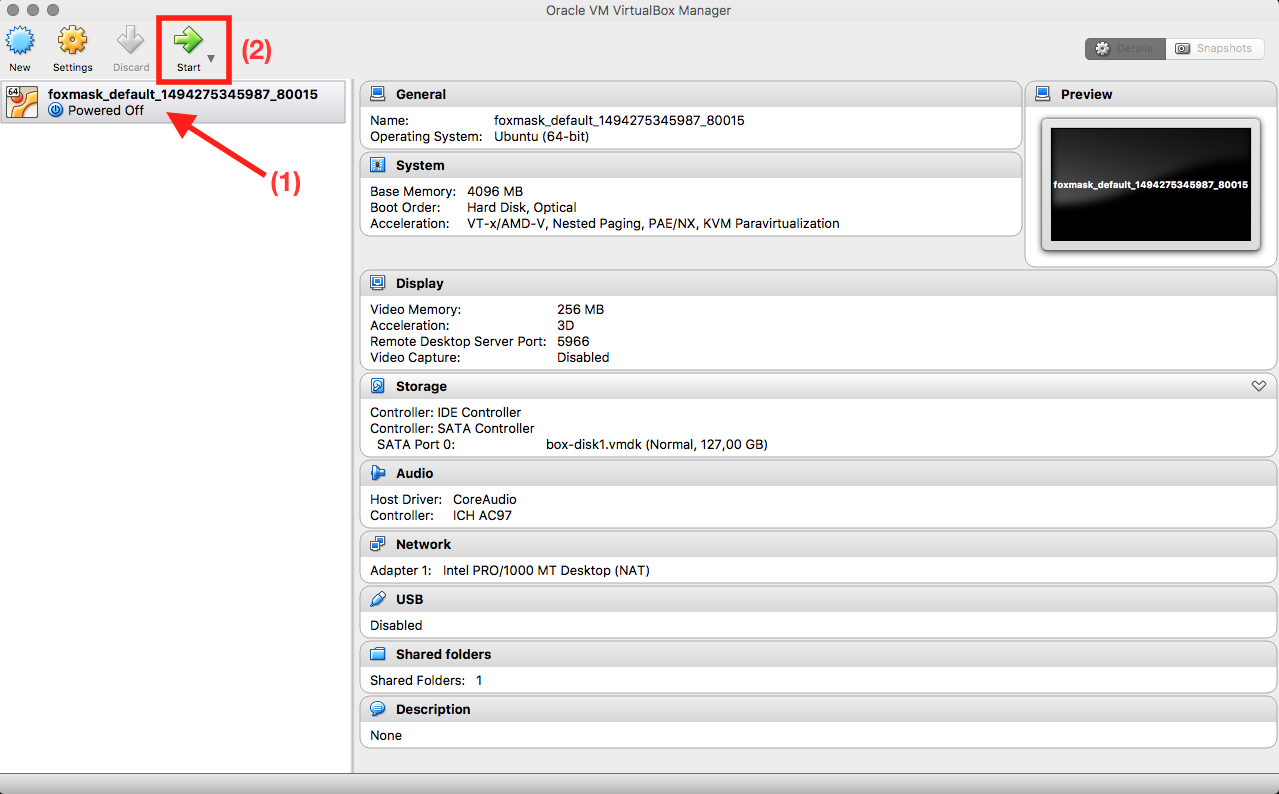 Oracle VM VirtualBox Manager
New
Settings
Discard
Start
(2)
Details
Snapshots
64
foxmask_default_1494275345987_80015
Powered Off
(1)
General
Name: foxmask_default_1494275345987_80015
Operating System: Ubuntu (64-bit)
System
Base Memory: 4096 MB
Boot Order: Hard Disk, Optical
Acceleration: VT-x/AMD-V, Nested Paging, PAE/NX, KVM Paravirtualization
Preview
foxmask_default_1494275345987_80015
Display
Video Memory: 256 MB
Acceleration: 3D
Remote Desktop Server Port: 5966
Video Capture: Disabled
Storage
Controller: IDE Controller
Controller: SATA Controller
SATA Port 0: box-disk1.vmdk (Normal, 127,00 GB)
Audio
Host Driver: CoreAudio
Controller: ICH AC97
Network
Adapter 1: Intel PRO/1000 MT Desktop (NAT)
USB
Disabled
Shared folders
Shared Folders: 1
Description
None